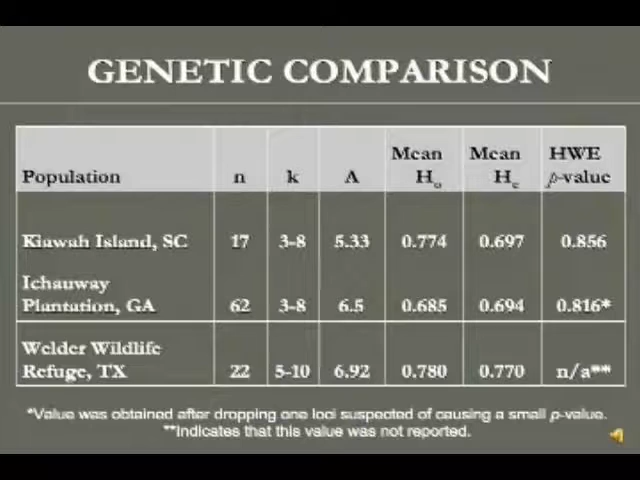 GENETIC COMPARISON
Population n k A Mean Ho Mean He HWE p-value
Kiawah Island, SC 17 3-8 5.33 0.774 0.697 0.856
Ichauway
Plantation, GA 62 3-8 6.5 0.685 0.694 0.816*
Welder Wildlife
Refuge, TX 22 5-10 6.92 0.780 0.770 n/a**
*Value was obtained after dropping one loci suspected of causing a small p-value.
**Indicates that this value was not reported.